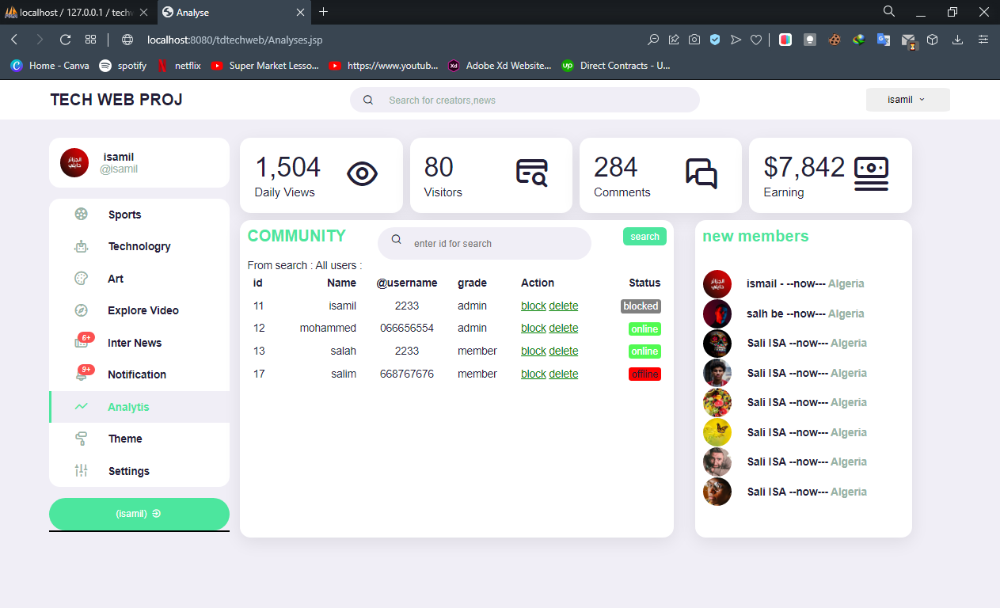 localhost / 127.0.0.1 / techw
Analyse
localhost:8080/tdtechweb/Analyses.jsp
Home - Canva
spotify
netflix
Super Market Lesso...
https://www.youtub...
Xd
Adobe Xd Website...
up
Direct Contracts - U...
TECH WEB PROJ
Search for creators,news
isamil
isamil
@isamil
1,504
Daily Views
80
Visitors
284
Comments
$7,842
Earning
Sports
Technology
Art
Explore Video
6+
Inter News
9+
Notification
Analytis
Theme
Settings
(isamil)
COMMUNITY
enter id for search
search
From search : All users :
id Name @username grade Action Status
11 isamil 2233 admin block delete blocked
12 mohammed 066656554 admin block delete online
13 salah 2233 member block delete online
17 salim 668767676 member block delete offline
new members
ismail - --now--- Algeria
salh be --now--- Algeria
Sali ISA --now--- Algeria
Sali ISA --now--- Algeria
Sali ISA --now--- Algeria
Sali ISA --now--- Algeria
Sali ISA --now--- Algeria
Sali ISA --now--- Algeria